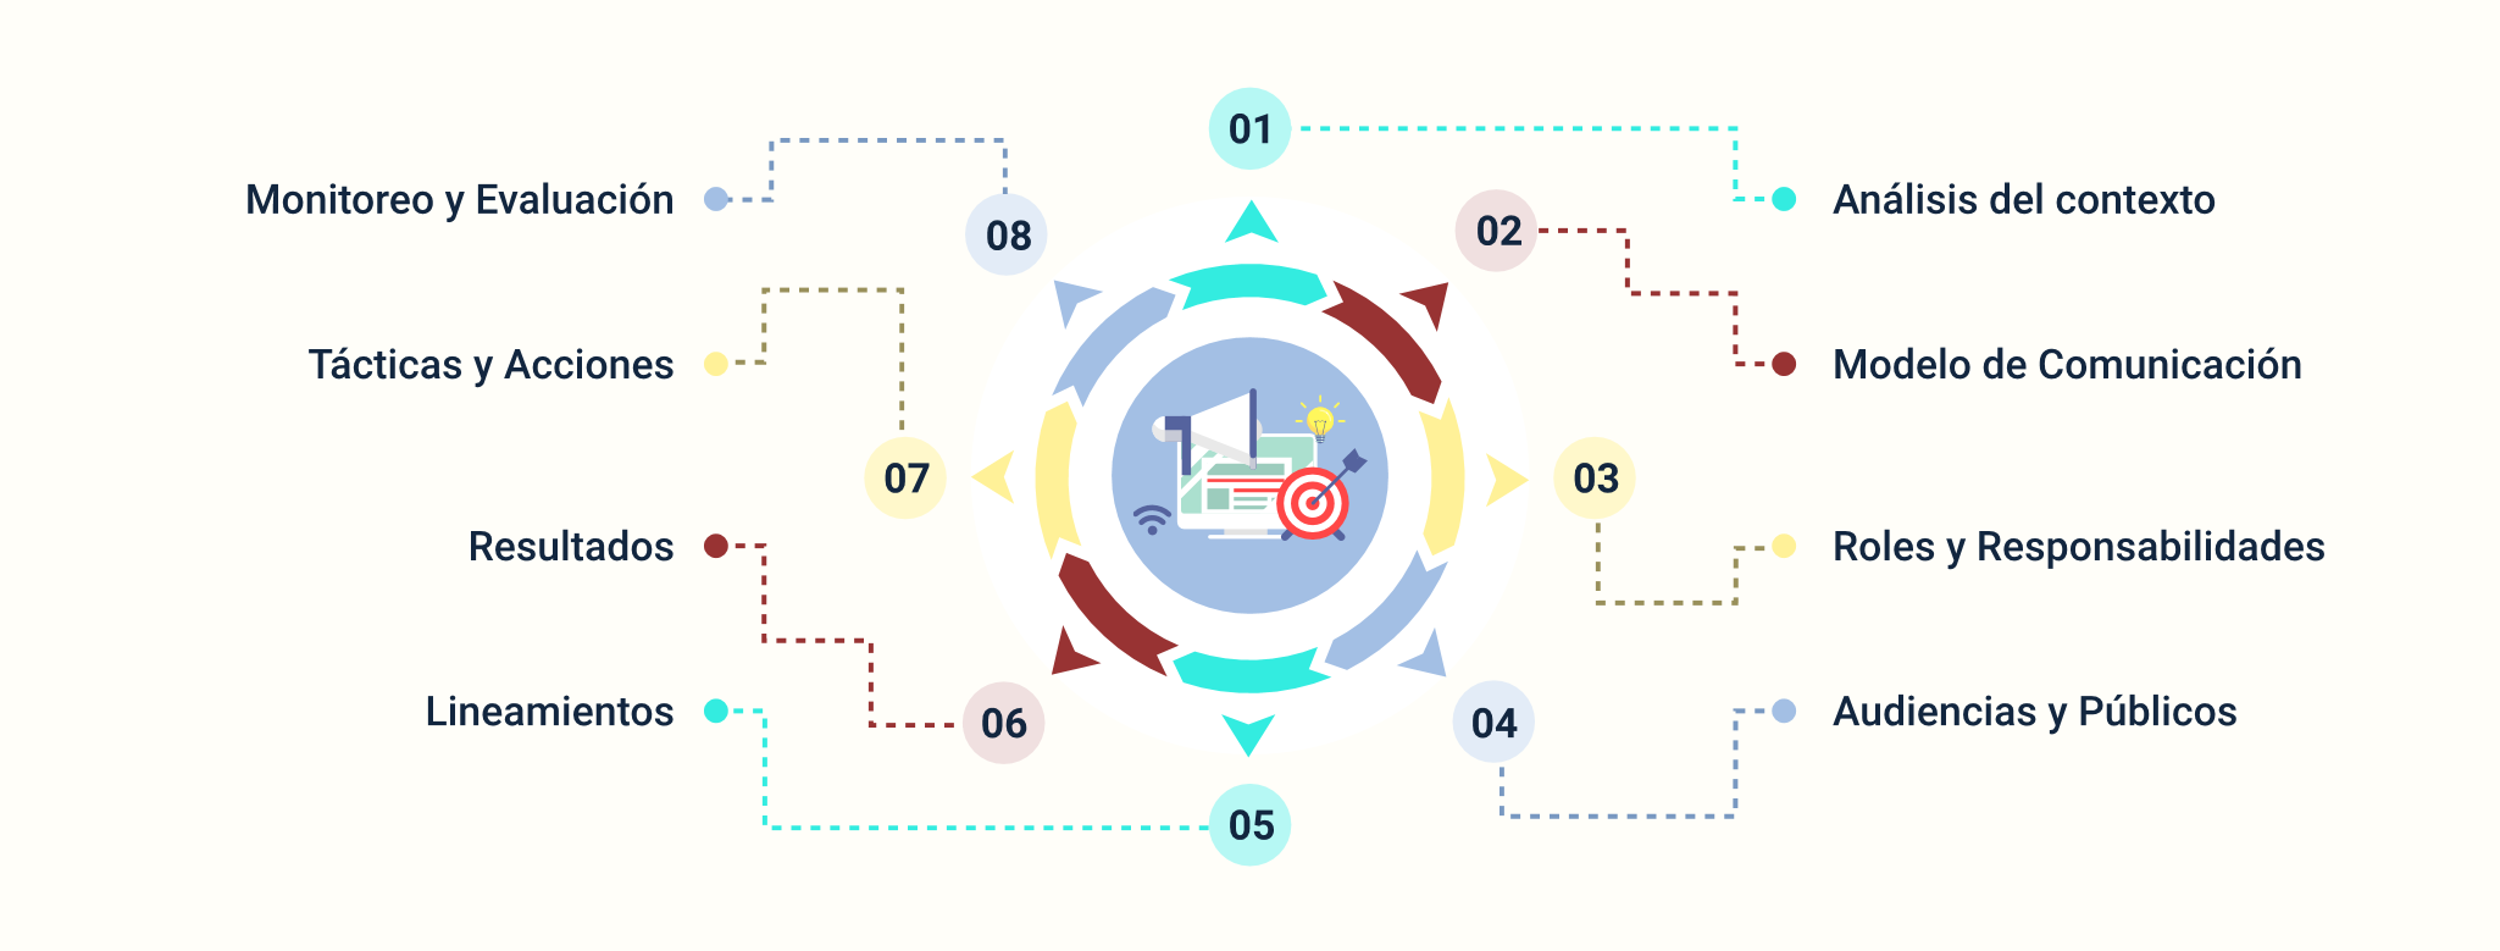 01
Análisis del contexto
02
Modelo de Comunicación
03
Roles y Responsabilidades
04
Audiencias y Públicos
05
Lineamientos
06
Resultados
07
Tácticas y Acciones
08
Monitoreo y Evaluación